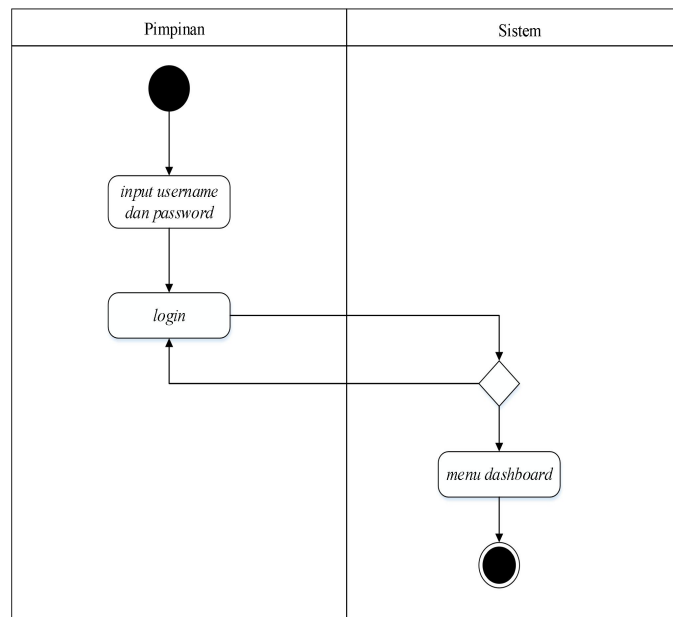 Pimpinan
Sistem
input username
dan password
login
menu dashboard